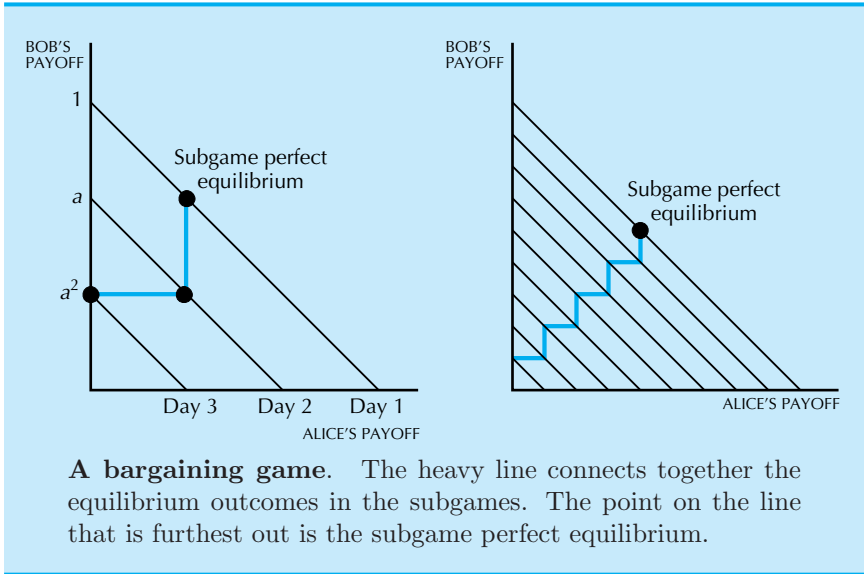 BOB'S
PAYOFF
1
Subgame perfect
equilibrium
a
a²
Day 3 Day 2 Day 1
ALICE'S PAYOFF
BOB'S
PAYOFF
Subgame perfect
equilibrium
ALICE'S PAYOFF
A bargaining game. The heavy line connects together the
equilibrium outcomes in the subgames. The point on the line
that is furthest out is the subgame perfect equilibrium.